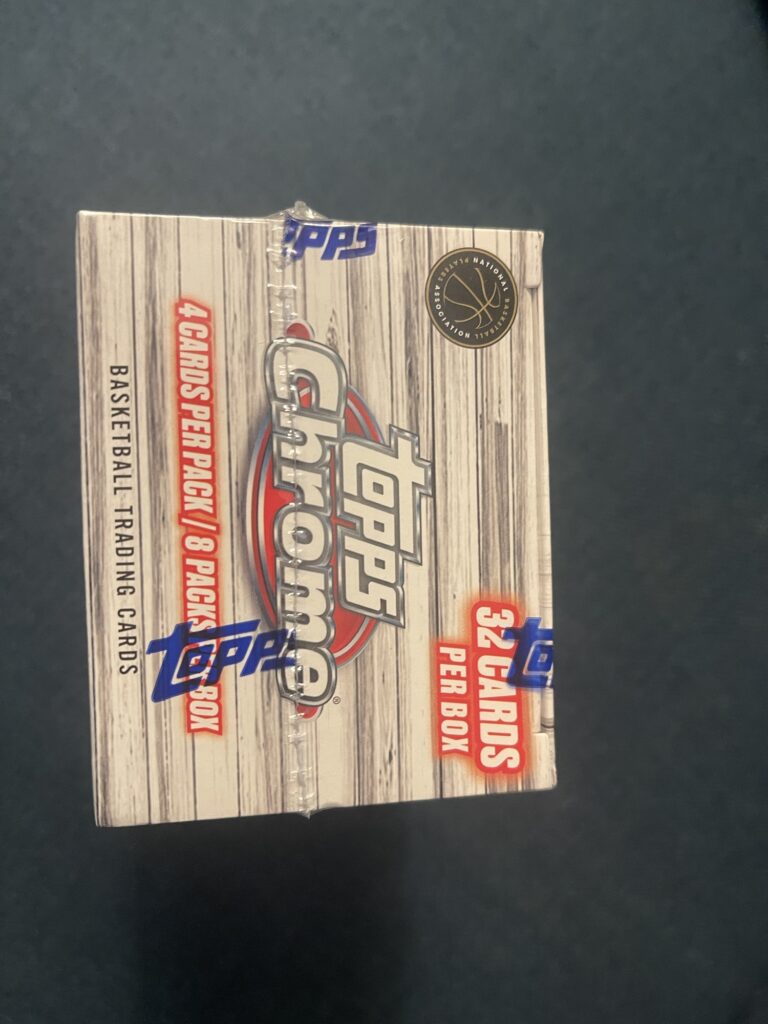 NATIONAL BASKETBALL PLAYERS ASSOCIATION
32 CARDS
PER BOX
topps
Chrome®
4 CARDS PER PACK / 8 PACKS PER BOX
BASKETBALL TRADING CARDS
topps
topps